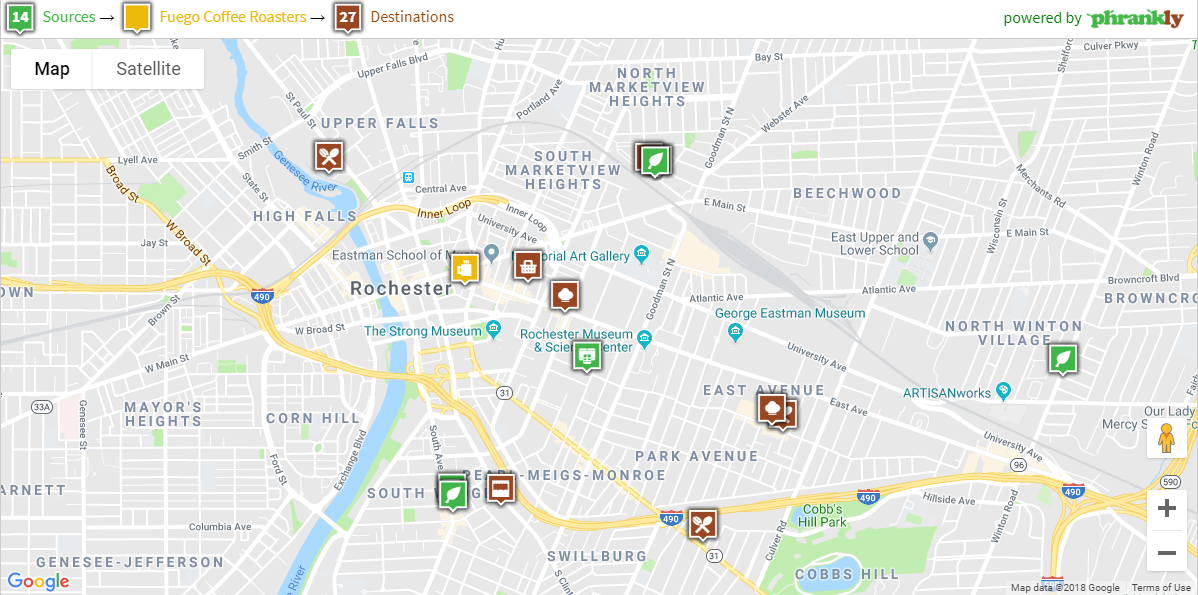 14 Sources → Fuego Coffee Roasters → 27 Destinations
powered by phrankly
Map Satellite
Culver Pkwy
Bay St
Upper Falls Blvd
NORTH
MARKETVIEW
HEIGHTS
Portland Ave
St Paul St
UPPER FALLS
Webster Ave
Goodman St N
Smith St
Lyell Ave
Genesee River
SOUTH
MARKETVIEW
HEIGHTS
Broad St
State St
Central Ave
BEECHWOOD
Merchants Rd
Winton Road
Inner Loop
Inner Loop
E Main St
HIGH FALLS
University Ave
Wisconsin St
E Main St
W Broad St
Jay St
East Upper and
Lower School
Eastman School of M
morial Art Gallery
Browncroft Bl
Rochester
490
Goodman St N
Atlantic Ave
Atlantic Ave
BROWNCRO
Brown St
W Broad St
The Strong Museum
Rochester Museum
& Science Center
George Eastman Museum
NORTH WINTON
VILLAGE
University Ave
W Main St
EAST AVENUE
ARTISANworks
31
33A
Genesee St
MAYOR'S
HEIGHTS
CORN HILL
East Ave
Our Lady
Mercy S
University Ave
South Ave
Exchange Blvd
Ford St
PARK AVENUE
96
PEARL-MEIGS-MONROE
590
ARNETT
SOUTH W
490
490
490
Hillside Ave
Winton Road
Cobb's
Hill Park
Columbia Ave
Culver Rd
31
SWILLBURG
GENESEE-JEFFERSON
COBBS HILL
S Clin
e River
Google
Map data ©2018 Google Terms of Use